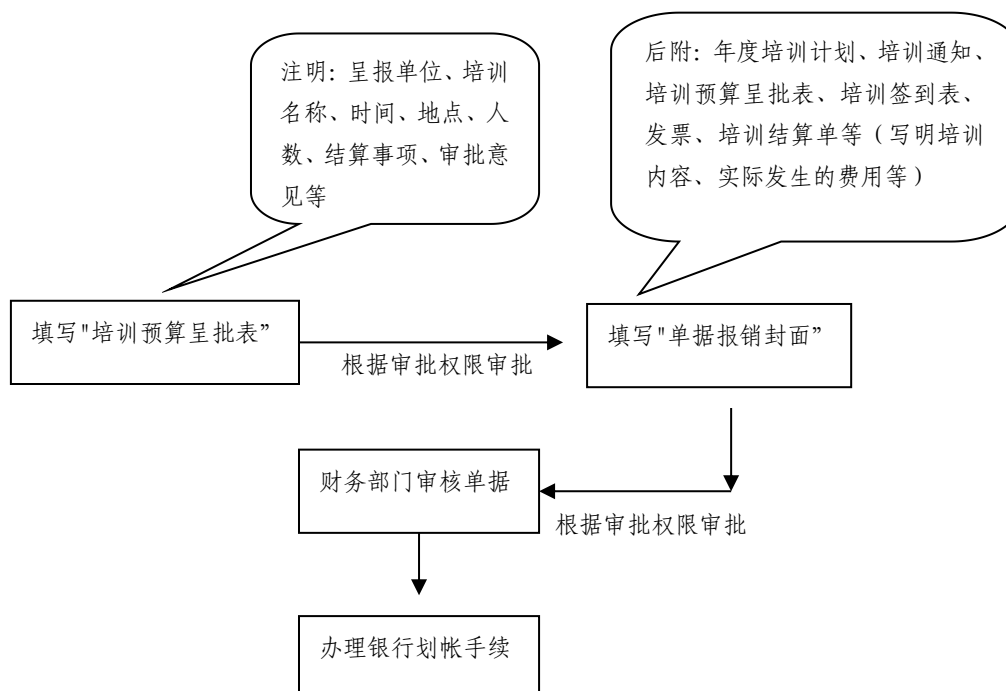 注明：呈报单位、培训
名称、时间、地点、人
数、结算事项、审批意
见等
后附：年度培训计划、培训通知、
培训预算呈批表、培训签到表、
发票、培训结算单等（写明培训
内容、实际发生的费用等）
填写"培训预算呈批表”
根据审批权限审批
填写"单据报销封面”
财务部门审核单据
根据审批权限审批
办理银行划帐手续